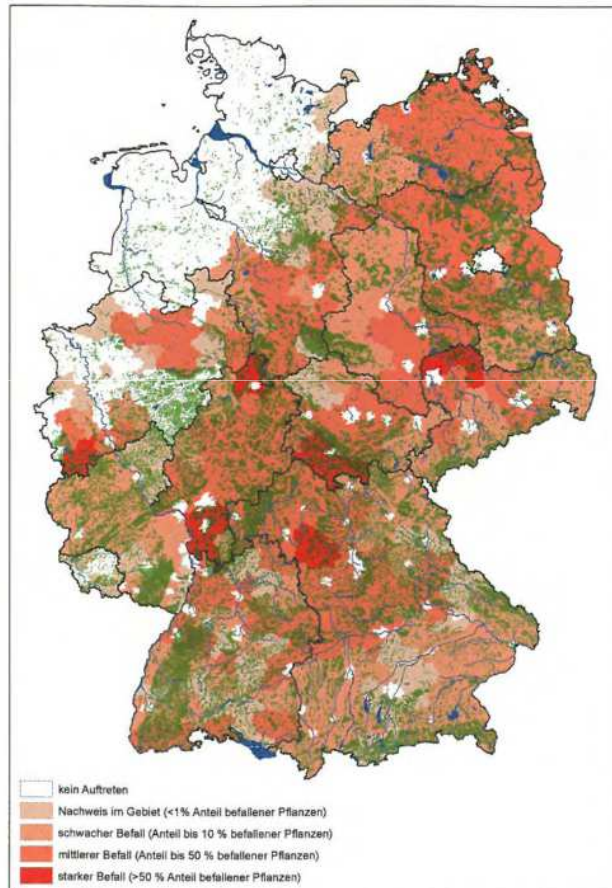 kein Auftreten
Nachweis im Gebiet (<1% Anteil befallener Pflanzen)
schwacher Befall (Anteil bis 10 % befallener Pflanzen)
mittlerer Befall (Anteil bis 50 % befallener Pflanzen)
starker Befall (>50 % Anteil befallener Pflanzen)